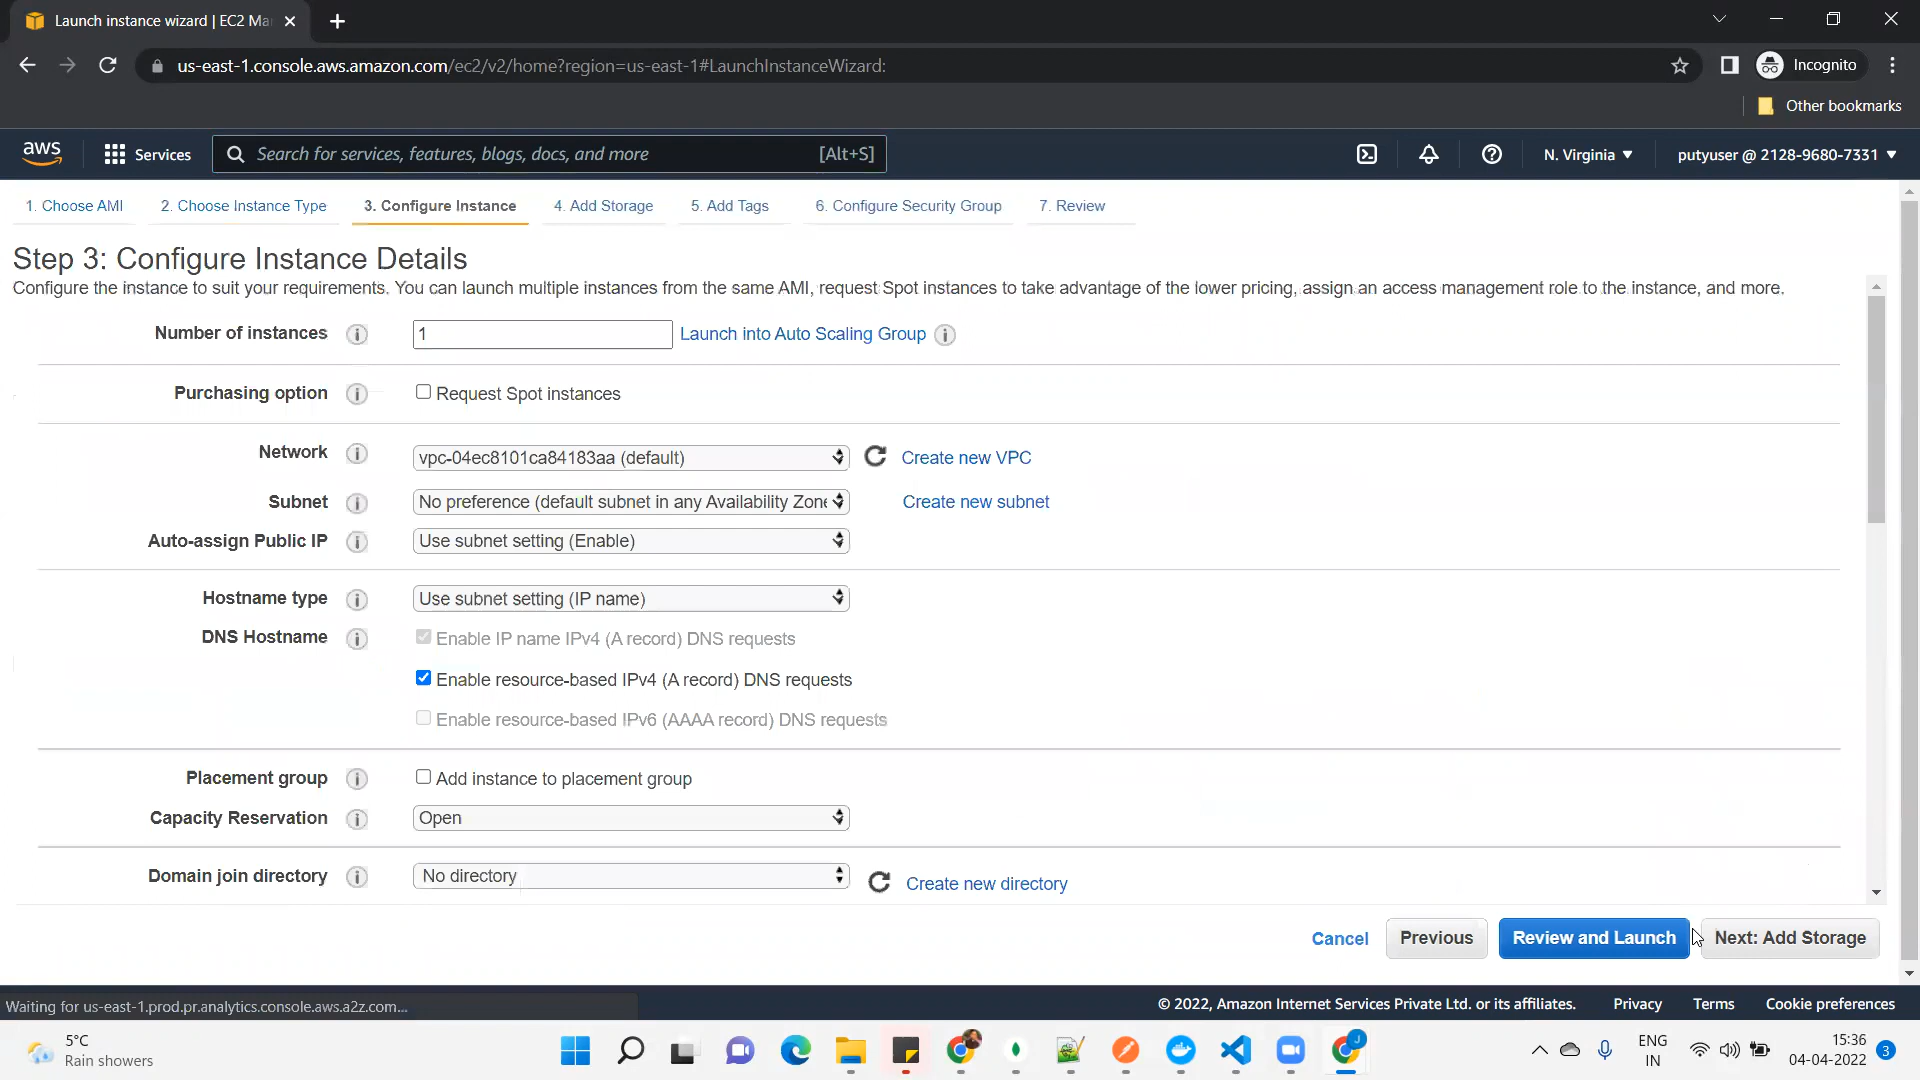 Launch instance wizard | EC2 Ma
us-east-1.console.aws.amazon.com/ec2/v2/home?region=us-east-1#LaunchInstanceWizard:
Incognito
Other bookmarks
aws
Services
Search for services, features, blogs, docs, and more
[Alt+S]
N. Virginia
putyuser @ 2128-9680-7331
1. Choose AMI
2. Choose Instance Type
3. Configure Instance
4. Add Storage
5. Add Tags
6. Configure Security Group
7. Review
Step 3: Configure Instance Details
Configure the instance to suit your requirements. You can launch multiple instances from the same AMI, request Spot instances to take advantage of the lower pricing, assign an access management role to the instance, and more.
Number of instances
1
Launch into Auto Scaling Group
Purchasing option
Request Spot instances
Network
vpc-04ec8101ca84183aa (default)
Create new VPC
Subnet
No preference (default subnet in any Availability Zone
Create new subnet
Auto-assign Public IP
Use subnet setting (Enable)
Hostname type
Use subnet setting (IP name)
DNS Hostname
Enable IP name IPv4 (A record) DNS requests
Enable resource-based IPv4 (A record) DNS requests
Enable resource-based IPv6 (AAAA record) DNS requests
Placement group
Add instance to placement group
Capacity Reservation
Open
Domain join directory
No directory
Create new directory
Cancel
Previous
Review and Launch
Next: Add Storage
Waiting for us-east-1.prod.pr.analytics.console.aws.a2z.com...
© 2022, Amazon Internet Services Private Ltd. or its affiliates.
Privacy
Terms
Cookie preferences
5°C
Rain showers
J
ENG
IN
15:36
04-04-2022
3